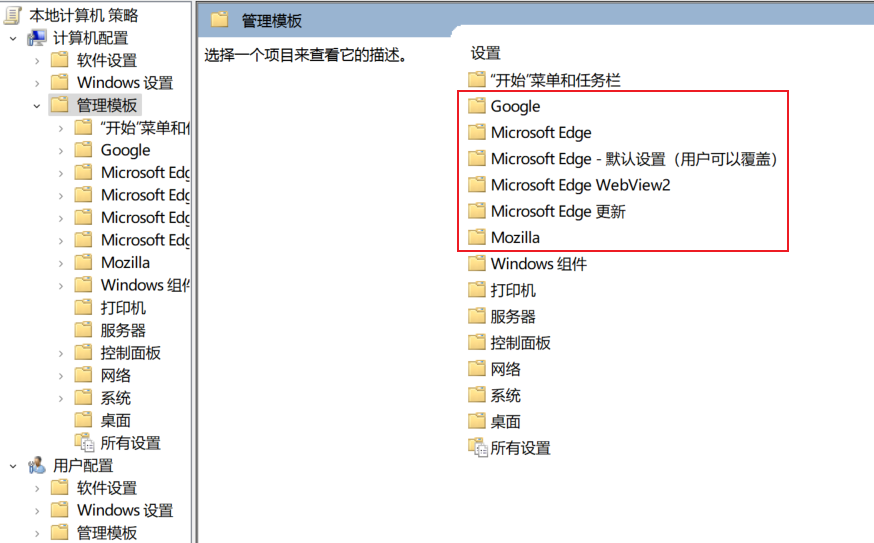 本地计算机 策略
计算机配置
软件设置
Windows 设置
管理模板
“开始”菜单和任
Google
Microsoft Edg
Microsoft Edg
Microsoft Edg
Microsoft Edg
Mozilla
Windows 组件
打印机
服务器
控制面板
网络
系统
桌面
所有设置
用户配置
软件设置
Windows 设置
管理模板
管理模板
选择一个项目来查看它的描述。
设置
“开始”菜单和任务栏
Google
Microsoft Edge
Microsoft Edge - 默认设置（用户可以覆盖）
Microsoft Edge WebView2
Microsoft Edge 更新
Mozilla
Windows 组件
打印机
服务器
控制面板
网络
系统
桌面
所有设置